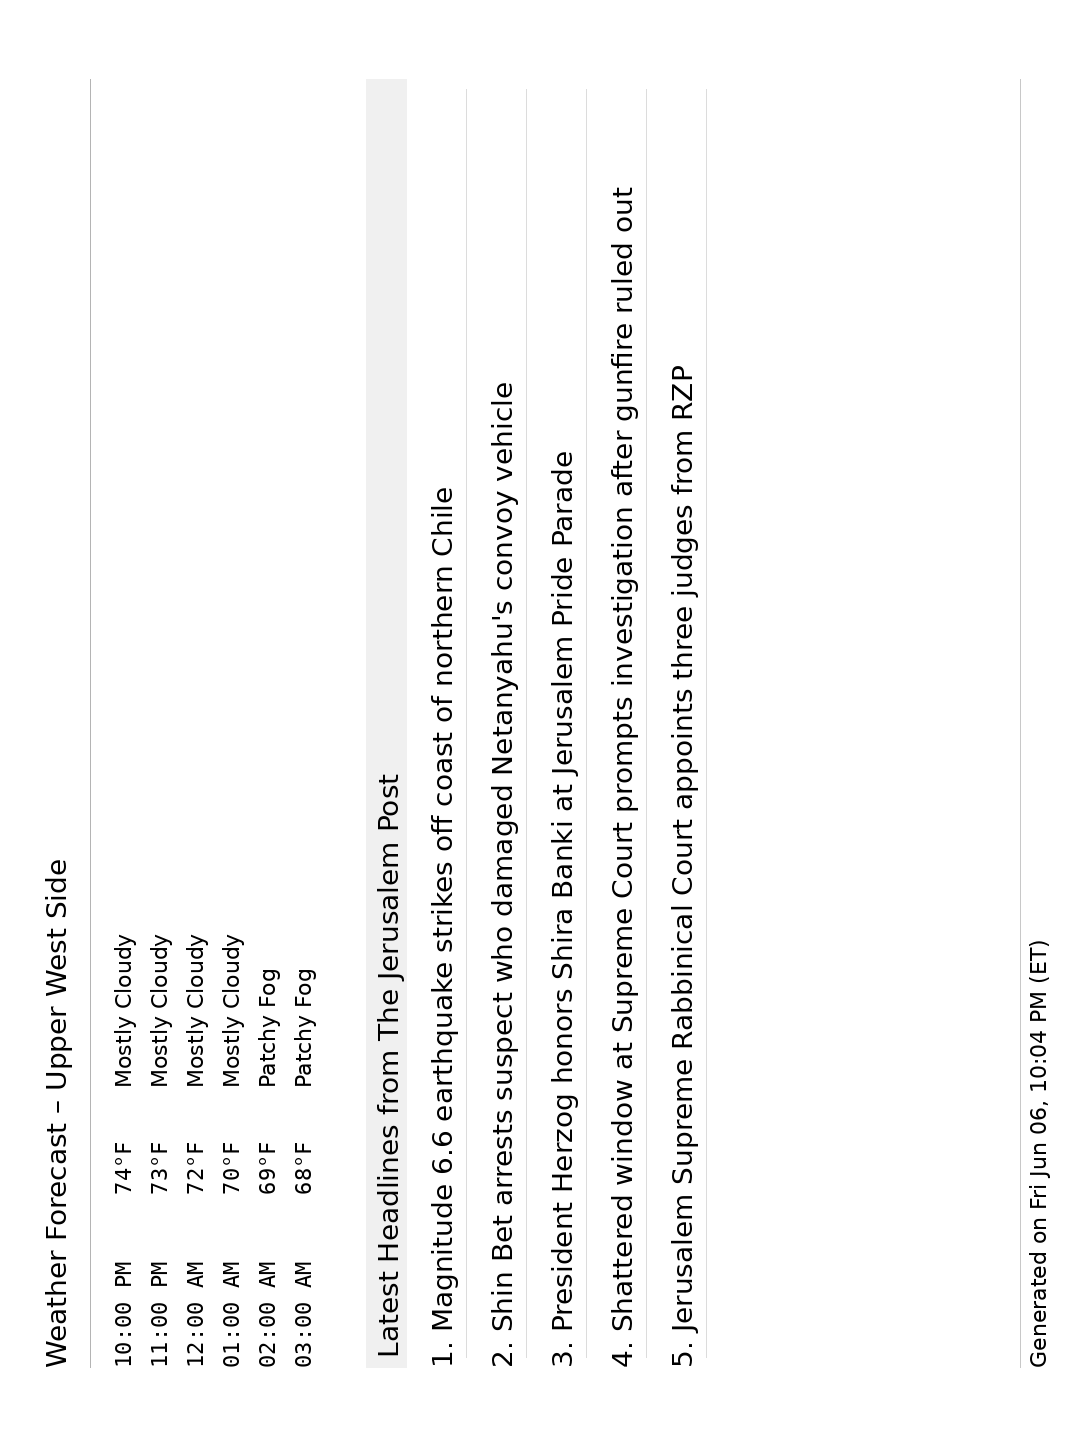 Weather Forecast – Upper West Side
10:00 PM 74°F Mostly Cloudy
11:00 PM 73°F Mostly Cloudy
12:00 AM 72°F Mostly Cloudy
01:00 AM 70°F Mostly Cloudy
02:00 AM 69°F Patchy Fog
03:00 AM 68°F Patchy Fog
Latest Headlines from The Jerusalem Post
1. Magnitude 6.6 earthquake strikes off coast of northern Chile
2. Shin Bet arrests suspect who damaged Netanyahu's convoy vehicle
3. President Herzog honors Shira Banki at Jerusalem Pride Parade
4. Shattered window at Supreme Court prompts investigation after gunfire ruled out
5. Jerusalem Supreme Rabbinical Court appoints three judges from RZP
Generated on Fri Jun 06, 10:04 PM (ET)